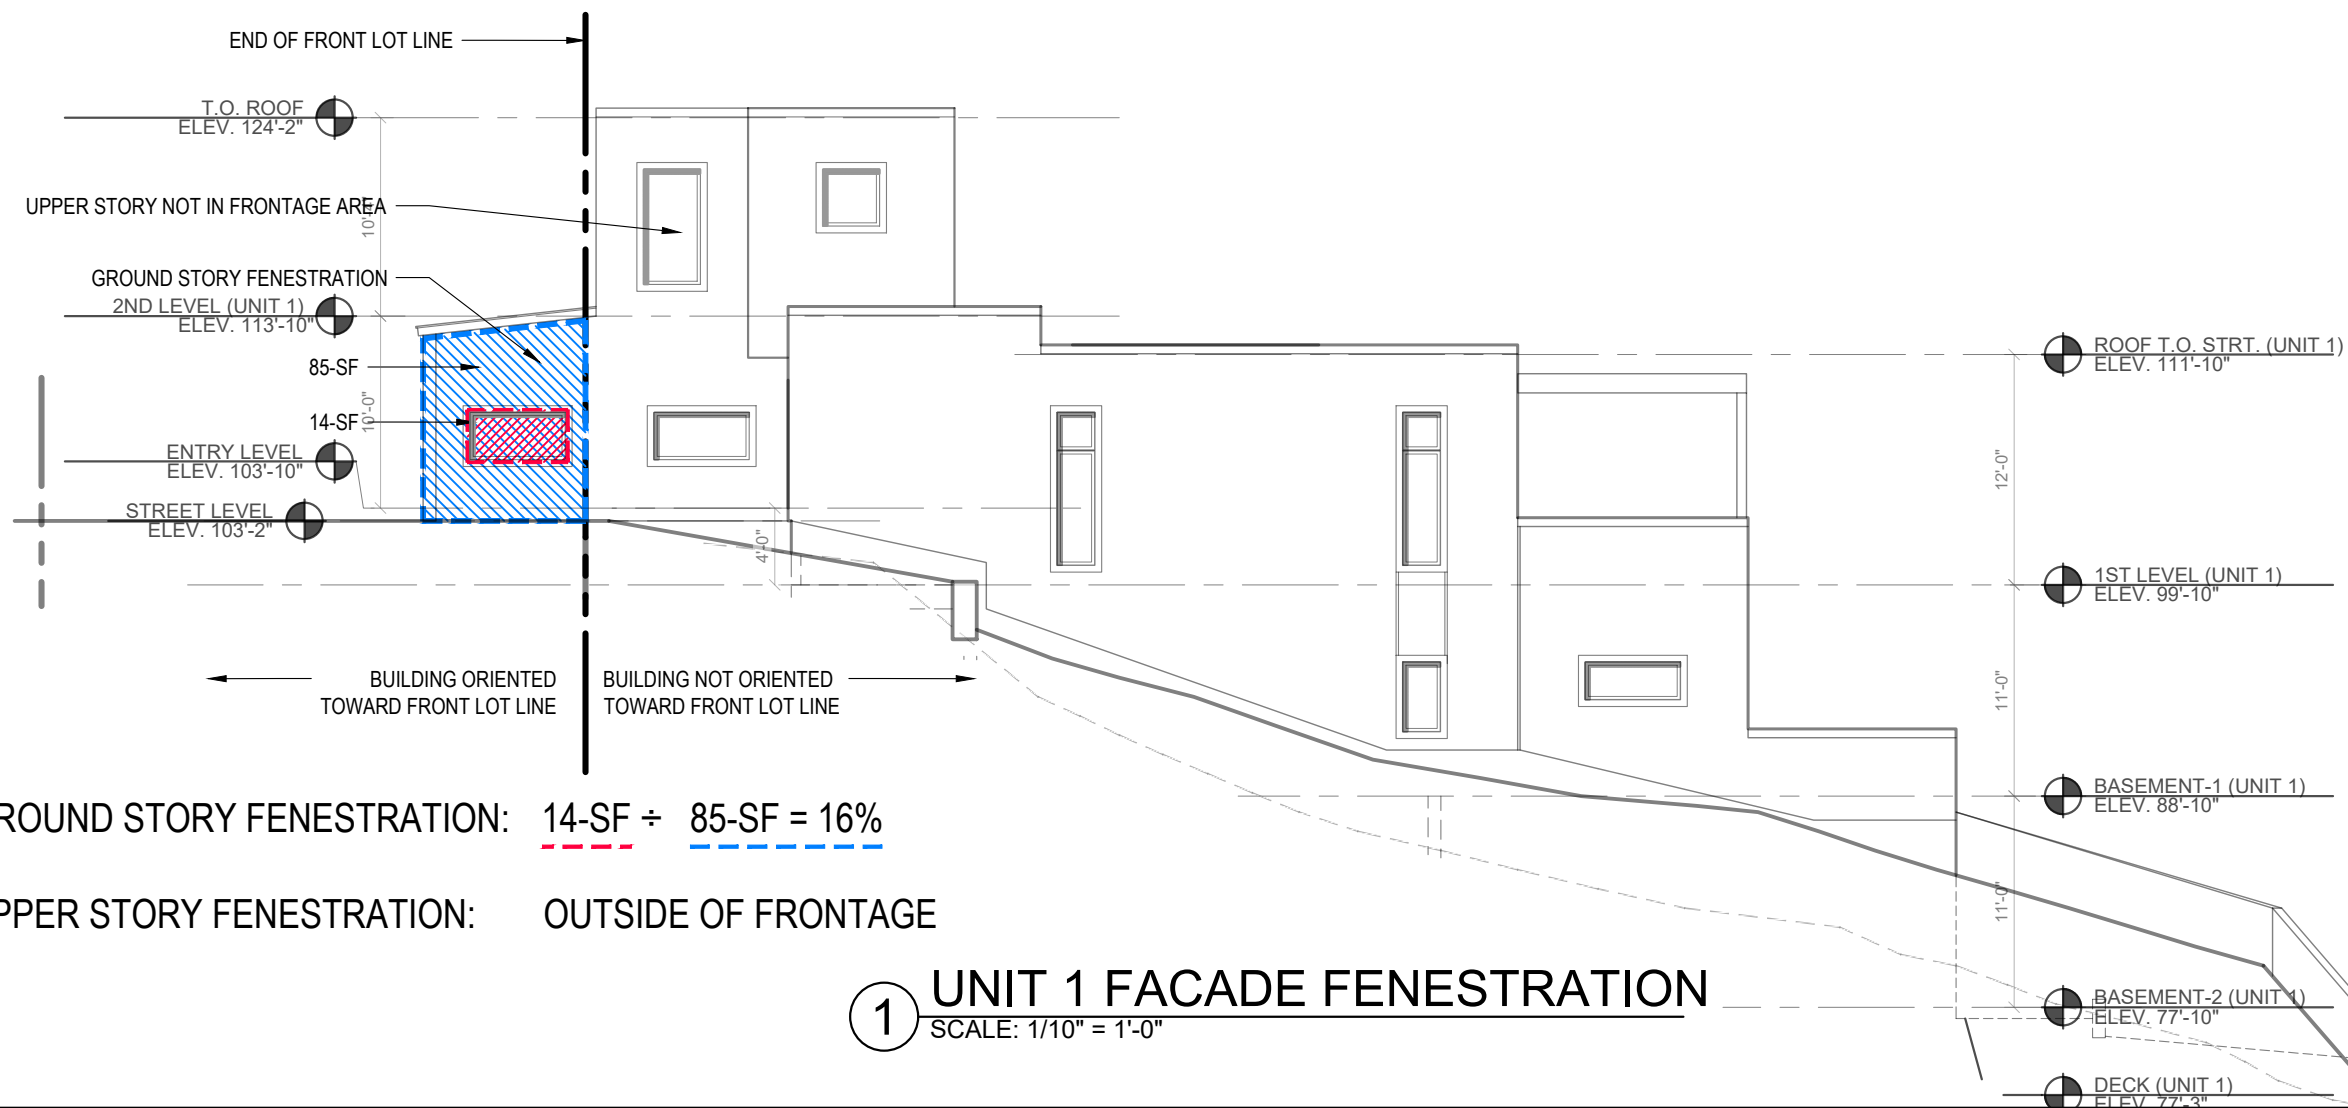 END OF FRONT LOT LINE
T.O. ROOF
ELEV. 124'-2"
UPPER STORY NOT IN FRONTAGE AREA
GROUND STORY FENESTRATION
2ND LEVEL (UNIT 1)
ELEV. 113'-10"
85-SF
10'-0"
14-SF
ENTRY LEVEL
ELEV. 103'-10"
STREET LEVEL
ELEV. 103'-2"
4'-0"
ROOF T.O. STRT. (UNIT 1)
ELEV. 111'-10"
12'-0"
1ST LEVEL (UNIT 1)
ELEV. 99'-10"
11'-0"
BASEMENT-1 (UNIT 1)
ELEV. 88'-10"
11'-0"
BASEMENT-2 (UNIT 1)
ELEV. 77'-10"
DECK (UNIT 1)
ELEV. 77'-3"
BUILDING ORIENTED
TOWARD FRONT LOT LINE
BUILDING NOT ORIENTED
TOWARD FRONT LOT LINE
ROUND STORY FENESTRATION: 14-SF ÷ 85-SF = 16%
PPER STORY FENESTRATION: OUTSIDE OF FRONTAGE
1 UNIT 1 FACADE FENESTRATION
SCALE: 1/10" = 1'-0"